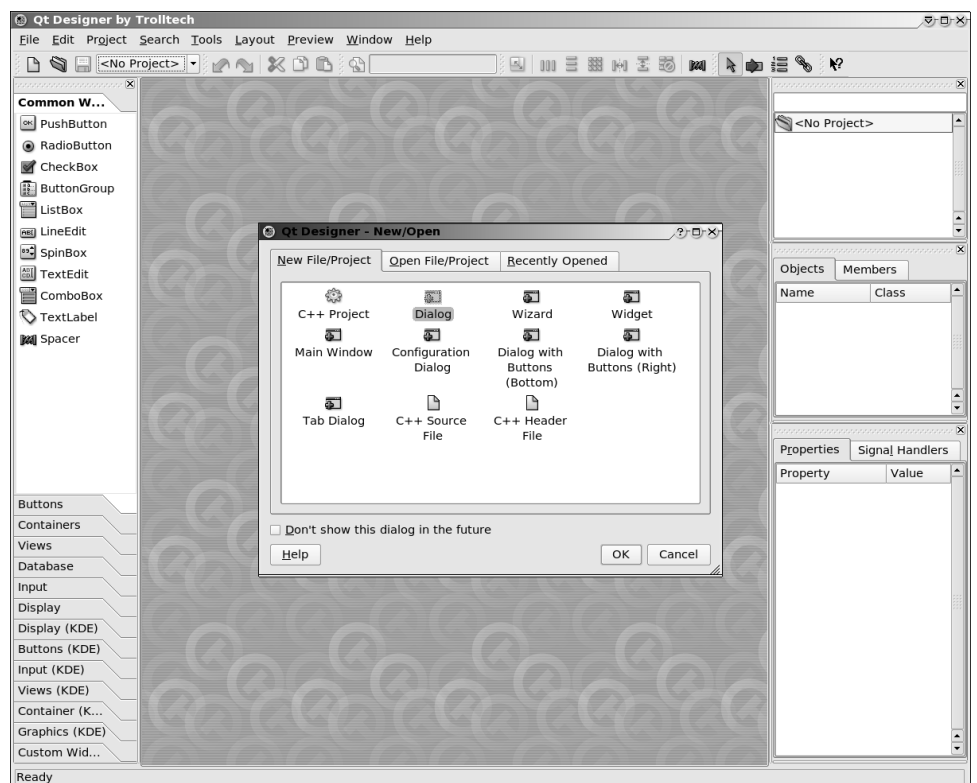 Qt Designer by Trolltech
File Edit Project Search Tools Layout Preview Window Help
<No Project>
Common W...
PushButton
RadioButton
CheckBox
ButtonGroup
ListBox
LineEdit
SpinBox
TextEdit
ComboBox
TextLabel
Spacer
Buttons
Containers
Views
Database
Input
Display
Display (KDE)
Buttons (KDE)
Input (KDE)
Views (KDE)
Container (K...
Graphics (KDE)
Custom Wid...
Qt Designer - New/Open
New File/Project Open File/Project Recently Opened
C++ Project Dialog Wizard Widget
Main Window Configuration Dialog with Dialog with
Dialog Buttons Buttons (Right)
(Bottom)
Tab Dialog C++ Source C++ Header
File File
Don't show this dialog in the future
Help OK Cancel
<No Project>
Objects Members
Name Class
Properties Signal Handlers
Property Value
Ready